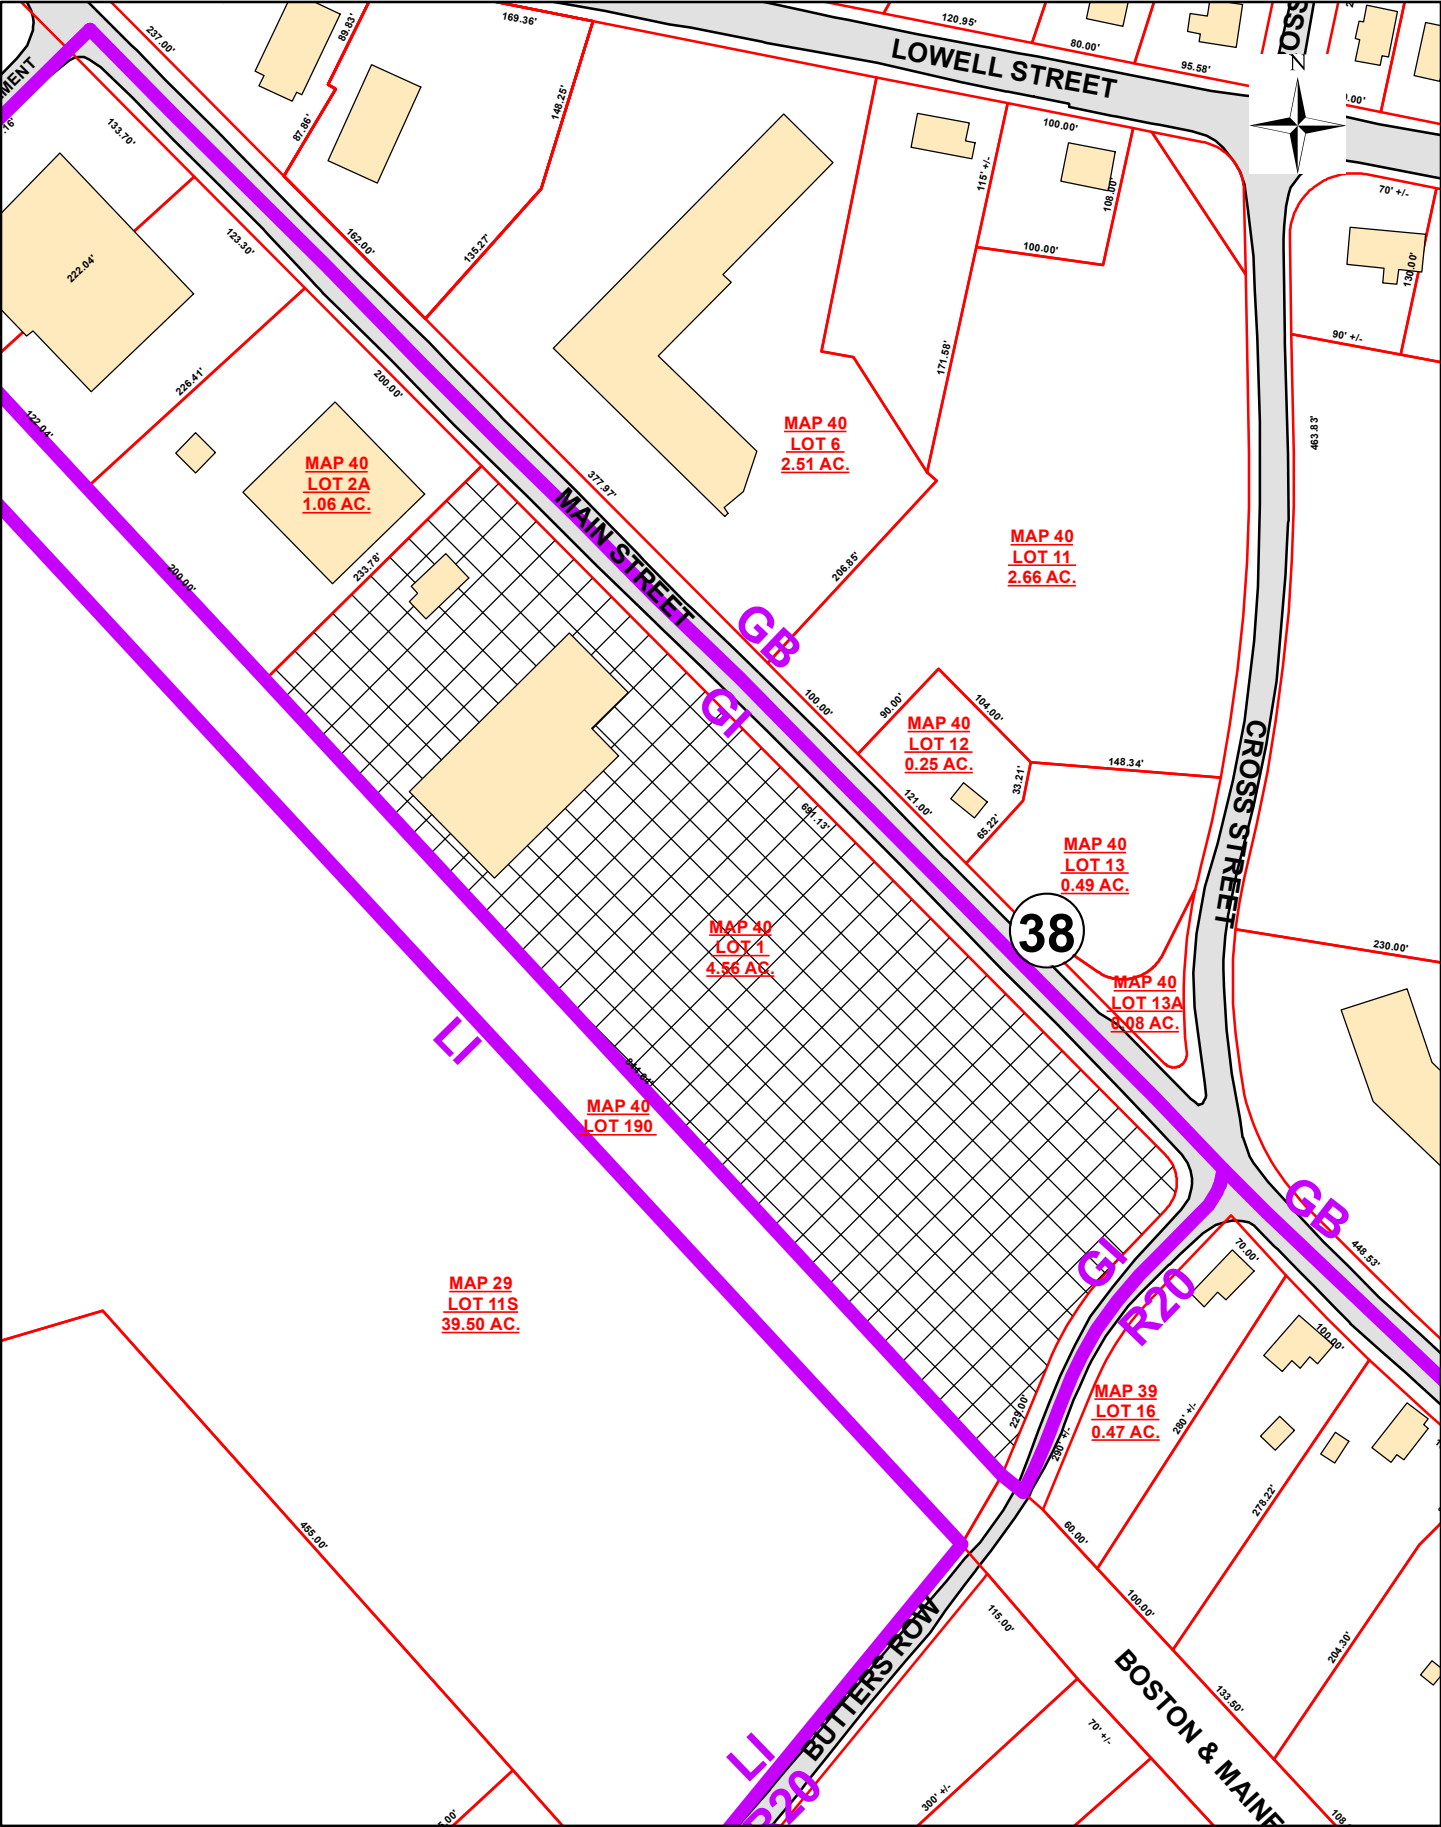 237.00'
89.83'
169.36'
120.95'
80.00'
95.58'
LOWELL STREET
N
87.86'
148.25'
133.70'
100.00'
115' +/-
108.00'
100.00'
70' +/-
130.00'
90' +/-
162.00'
135.27'
123.30'
222.04'
226.41'
200.00'
122.04'
171.58'
463.83'
MAP 40
LOT 6
2.51 AC.
MAP 40
LOT 2A
1.06 AC.
377.97'
MAIN STREET
206.85'
MAP 40
LOT 11
2.66 AC.
233.78'
200.00'
GB
GI
100.00'
90.00'
104.00'
MAP 40
LOT 12
0.25 AC.
33.21'
148.34'
121.00'
65.22'
691.13'
CROSS STREET
MAP 40
LOT 13
0.49 AC.
38
MAP 40
LOT 1
4.56 AC.
230.00'
MAP 40
LOT 13A
0.08 AC.
LI
MAP 40
LOT 190
GB
448.53'
GI
R20
70.00'
100.00'
MAP 29
LOT 11S
39.50 AC.
MAP 39
LOT 16
0.47 AC.
229.00'
290' +/-
280' +/-
278.22'
455.00'
60.00'
100.00'
115.00'
204.30'
133.50'
70' +/-
BUTTERS ROW
BOSTON & MAINE
LI
R20
300' +/-